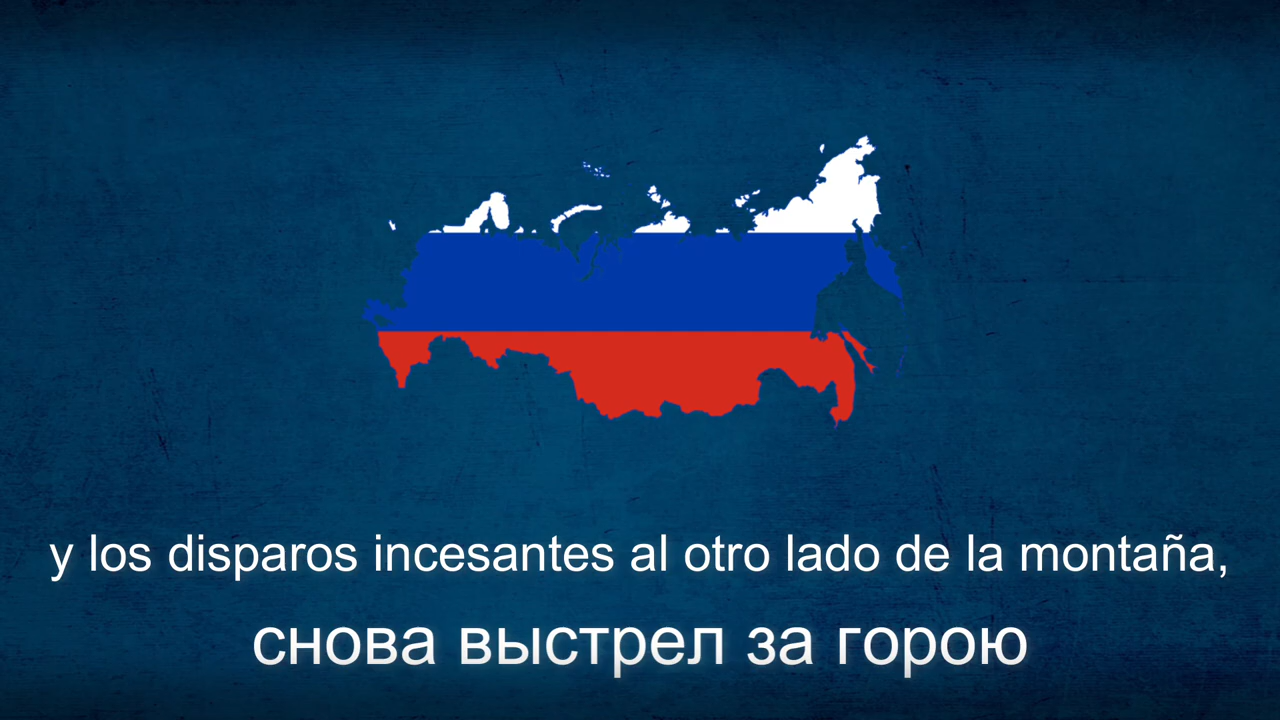 y los disparos incesantes al otro lado de la montaña,
снова выстрел за горою